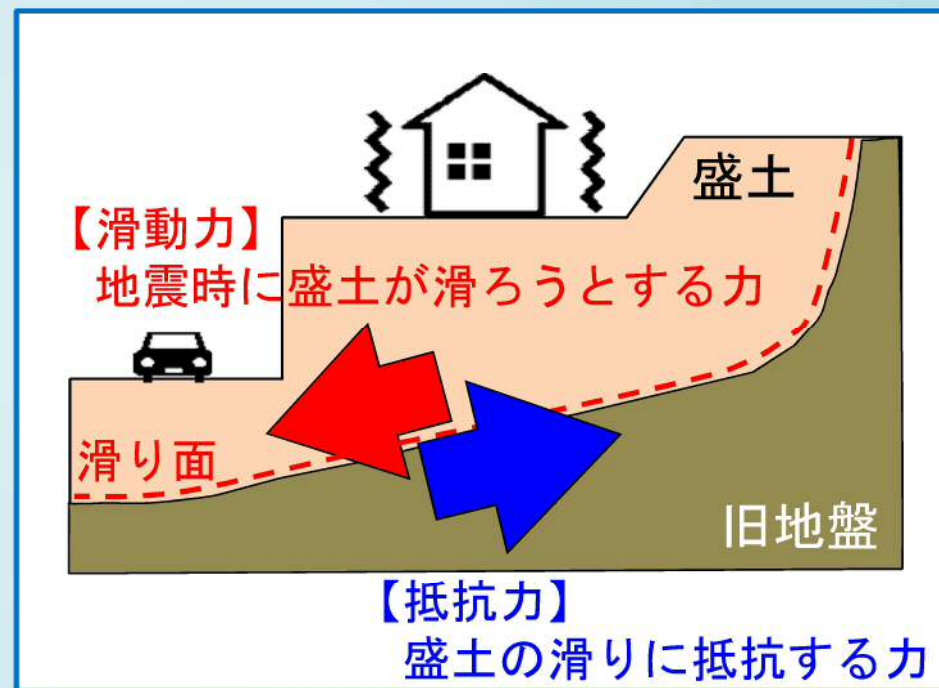 盛土
【滑動力】
地震時に盛土が滑ろうとする力
滑り面
旧地盤
【抵抗力】
盛土の滑りに抵抗する力